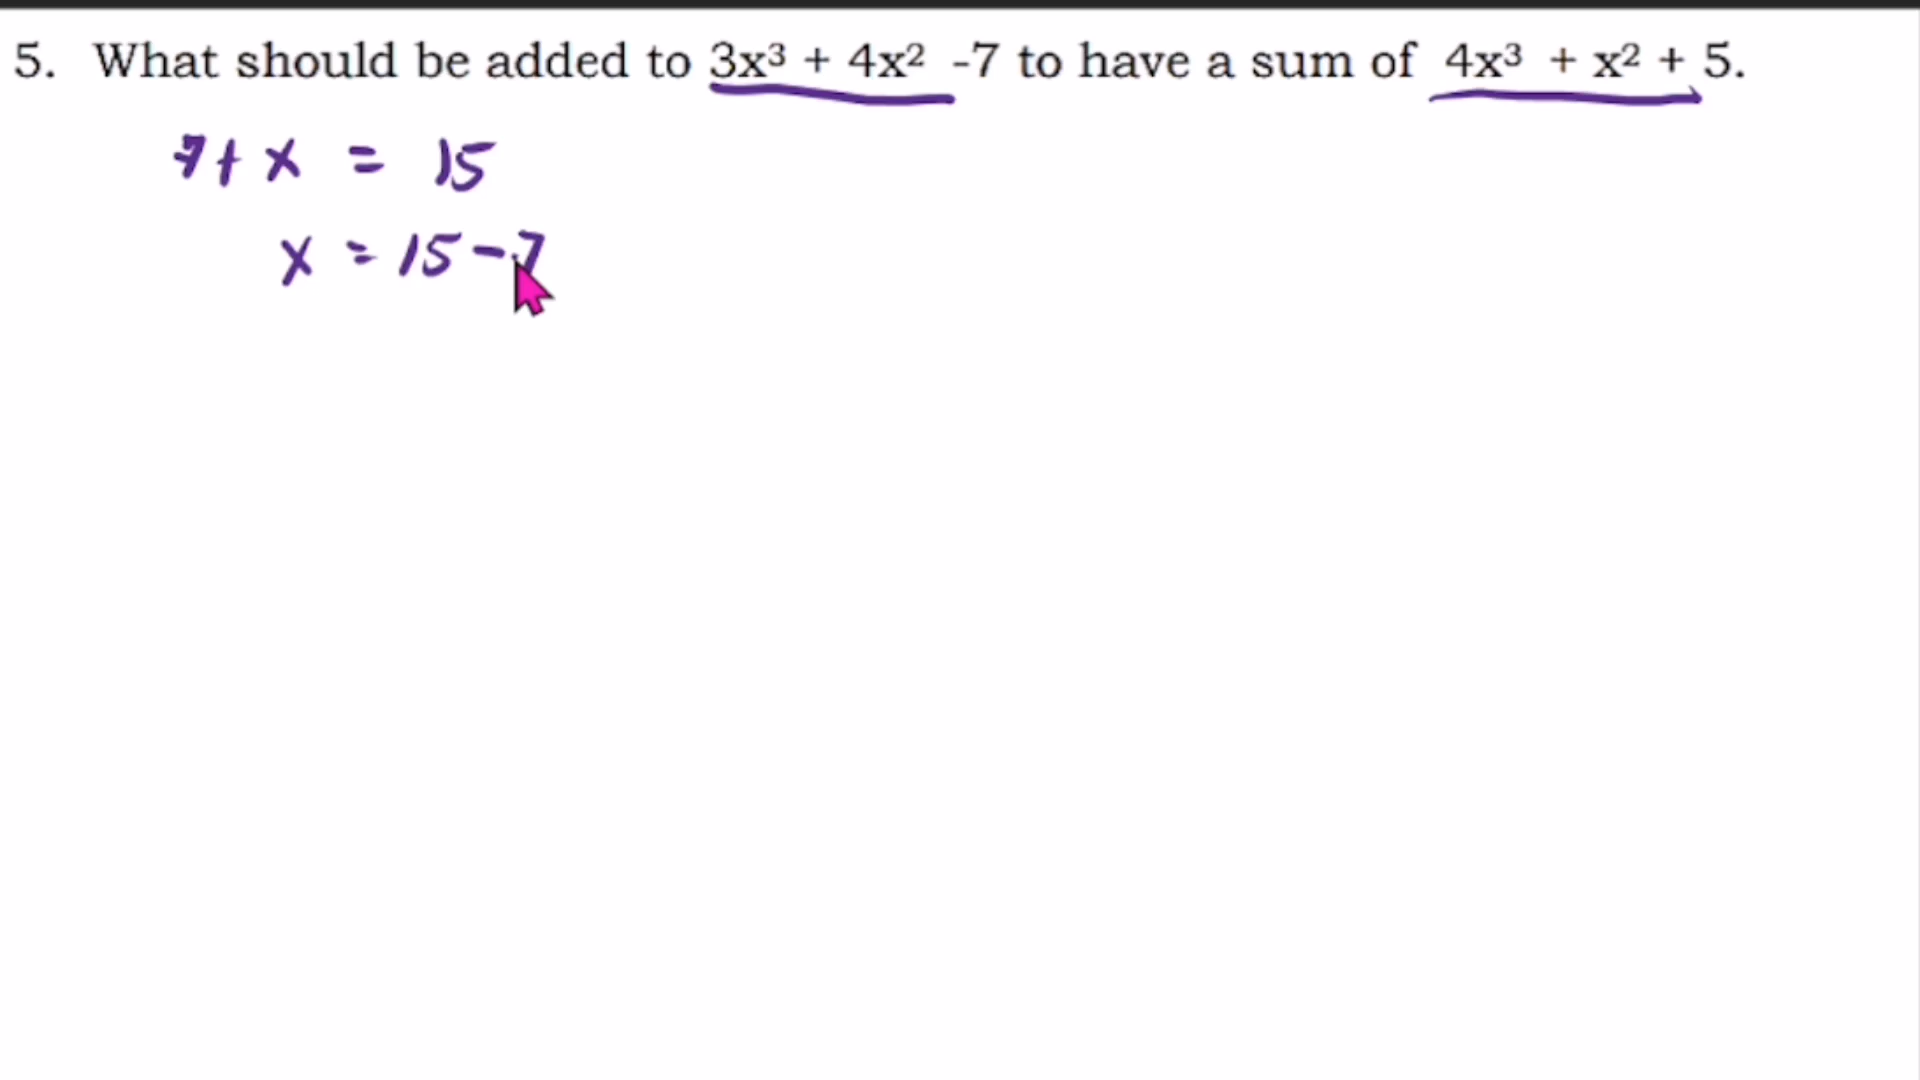 5. What should be added to 3x³ + 4x² -7 to have a sum of 4x³ + x² + 5.
7 + x = 15
x = 15 - 7